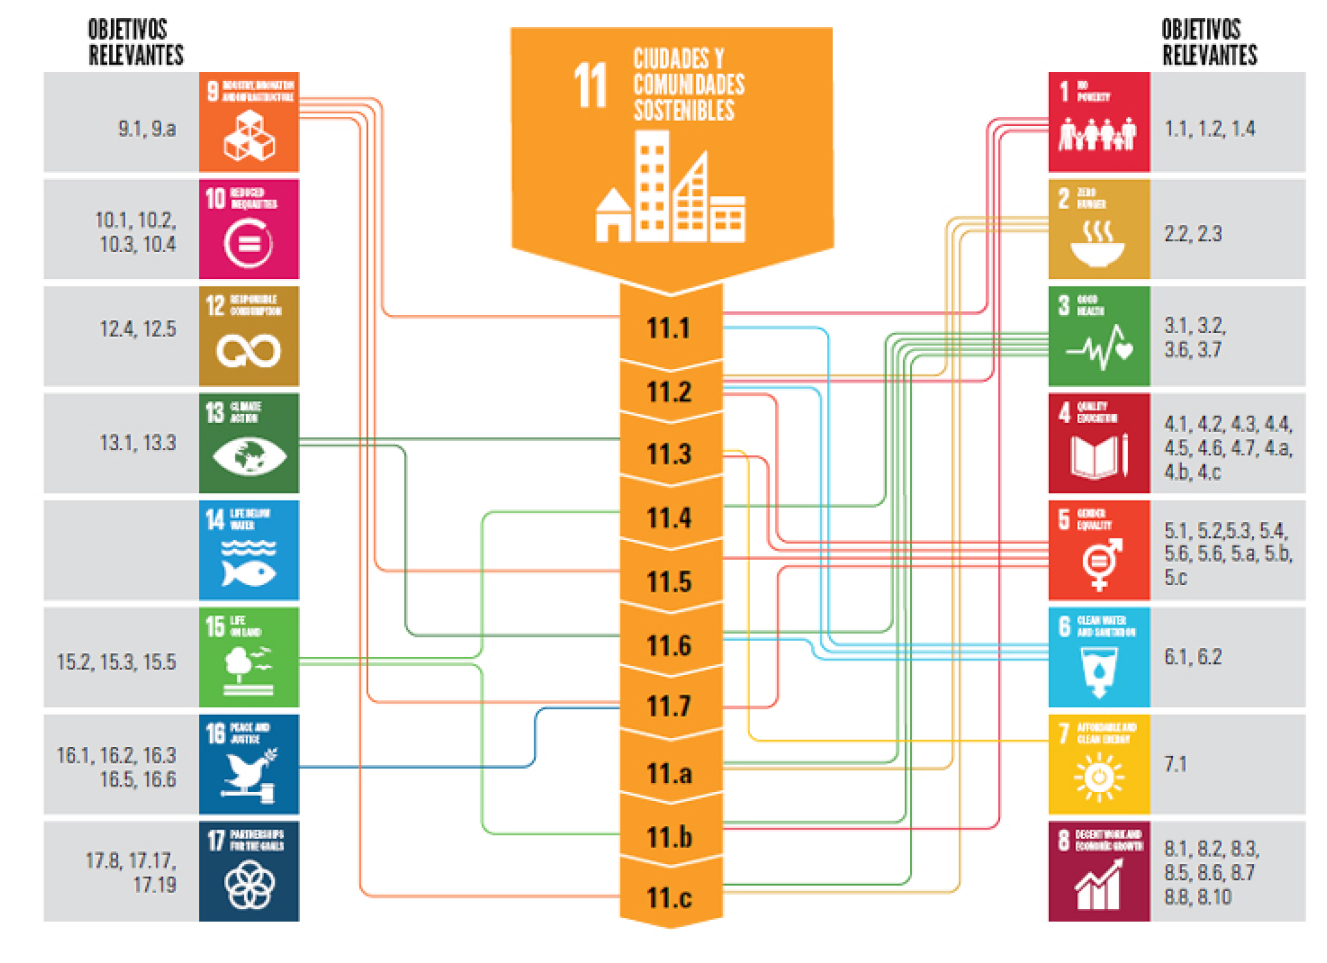 OBJETIVOS
RELEVANTES
9.1, 9.a
9 INDUSTRY, INNOVATION
AND INFRASTRUCTURE
10.1, 10.2,
10.3, 10.4
10 REDUCED
INEQUALITIES
12.4, 12.5
12 RESPONSIBLE
CONSUMPTION
13.1, 13.3
13 CLIMATE
ACTION
14 LIFE BELOW
WATER
15.2, 15.3, 15.5
15 LIFE
ON LAND
16.1, 16.2, 16.3
16.5, 16.6
16 PEACE AND
JUSTICE
17.8, 17.17,
17.19
17 PARTNERSHIPS
FOR THE GOALS
11 CIUDADES Y
COMUNIDADES
SOSTENIBLES
11.1
11.2
11.3
11.4
11.5
11.6
11.7
11.a
11.b
11.c
OBJETIVOS
RELEVANTES
1 NO
POVERTY
1.1, 1.2, 1.4
2 ZERO
HUNGER
2.2, 2.3
3 GOOD
HEALTH
3.1, 3.2,
3.6, 3.7
4 QUALITY
EDUCATION
4.1, 4.2, 4.3, 4.4,
4.5, 4.6, 4.7, 4.a,
4.b, 4.c
5 GENDER
EQUALITY
5.1, 5.2,5.3, 5.4,
5.6, 5.6, 5.a, 5.b,
5.c
6 CLEAN WATER
AND SANITATION
6.1, 6.2
7 AFFORDABLE AND
CLEAN ENERGY
7.1
8 DECENT WORK AND
ECONOMIC GROWTH
8.1, 8.2, 8.3,
8.5, 8.6, 8.7
8.8, 8.10